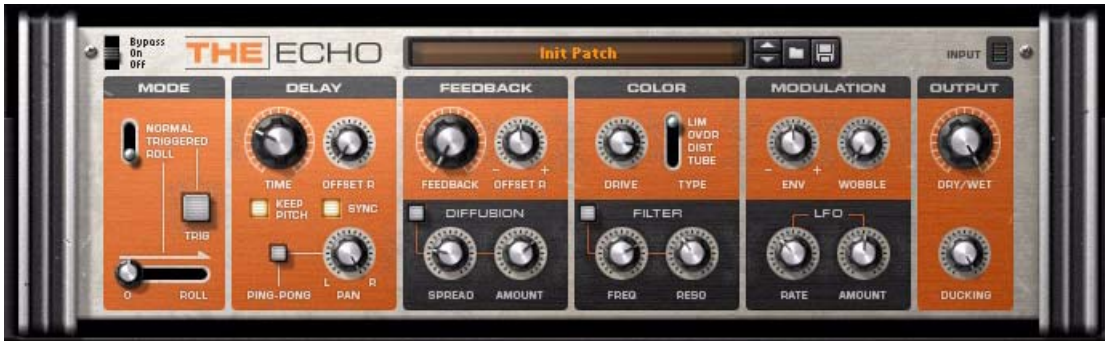 Bypass
On
Off
THE ECHO
Init Patch
INPUT
MODE
NORMAL
TRIGGERED
ROLL
TRIG
0 ROLL
DELAY
TIME OFFSET R
KEEP PITCH
SYNC
L R
PING-PONG PAN
FEEDBACK
- +
FEEDBACK OFFSET R
DIFFUSION
SPREAD AMOUNT
COLOR
LIM
OVDR
DIST
TUBE
DRIVE TYPE
FILTER
FREQ RESO
MODULATION
- +
ENV WOBBLE
LFO
RATE AMOUNT
OUTPUT
DRY/WET
DUCKING